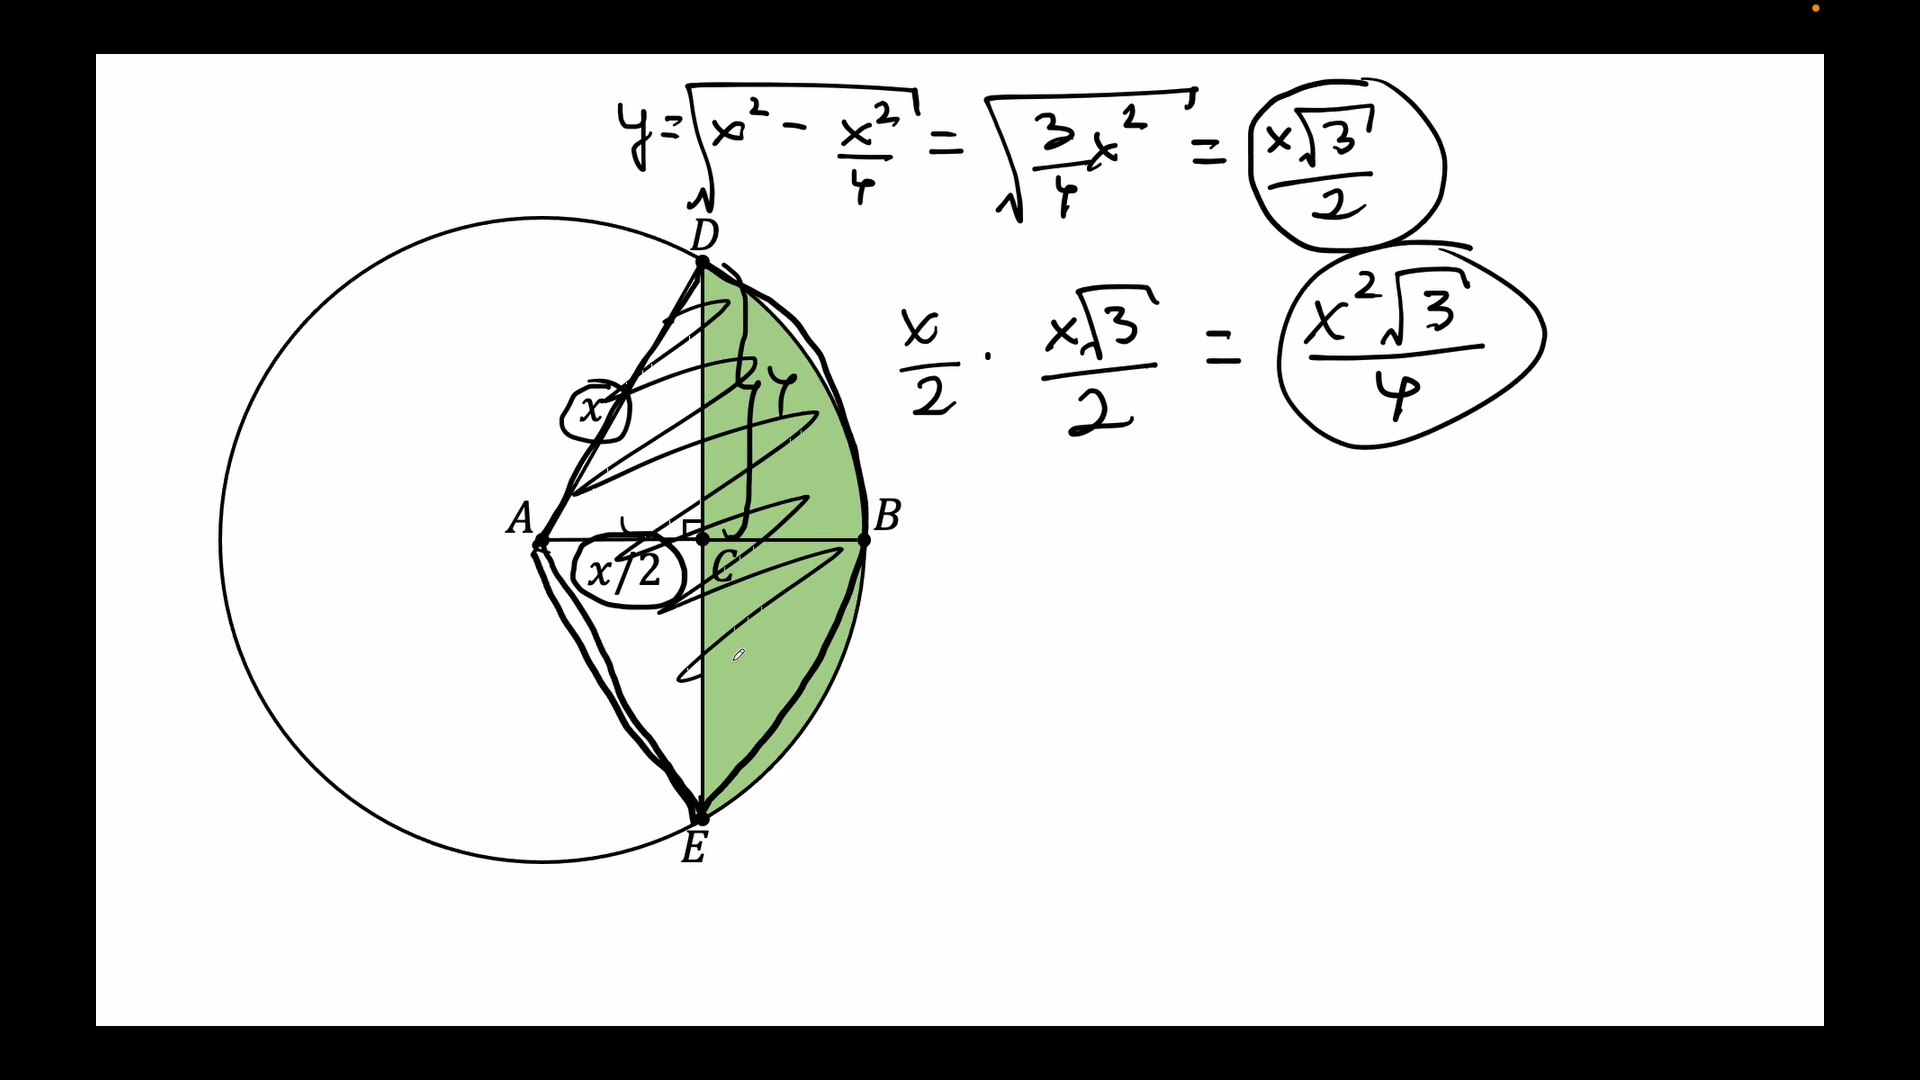 y = √(x² - x²/4) = √(3/4 x²) = x√3/2
D
x/2 · x√3/2 = x²√3/4
x
y
A
B
x/2
C
E